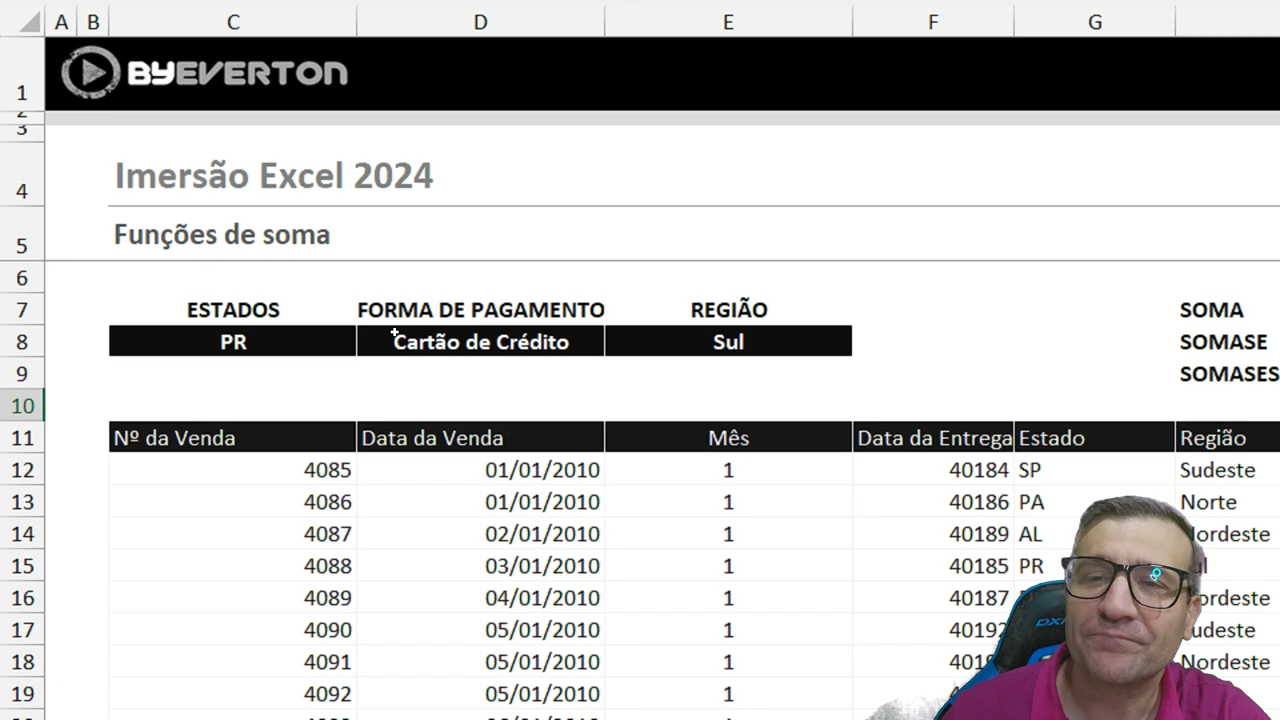 A B C D E F G
1 BYEVERTON
2
3
4 Imersão Excel 2024
5 Funções de soma
6
7 ESTADOS FORMA DE PAGAMENTO REGIÃO SOMA
8 PR Cartão de Crédito Sul SOMASE
9 SOMASES
10
11 Nº da Venda Data da Venda Mês Data da Entrega Estado Região
12 4085 01/01/2010 1 40184 SP Sudeste
13 4086 01/01/2010 1 40186 PA Norte
14 4087 02/01/2010 1 40189 AL Nordeste
15 4088 03/01/2010 1 40185 PR
16 4089 04/01/2010 1 40187
17 4090 05/01/2010 1 40192
18 4091 05/01/2010 1 Nordeste
19 4092 05/01/2010 1